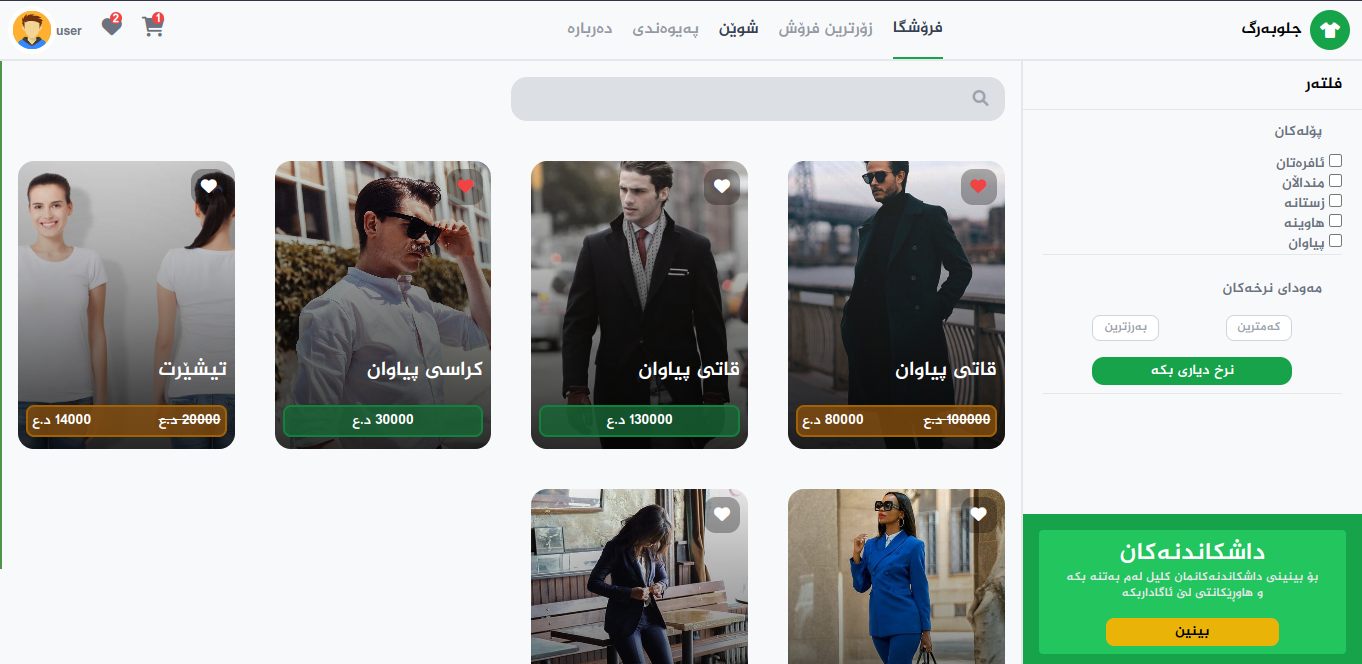 جلوبەرگ
فرۆشگا
زۆرترین فرۆش
شوێن
پەیوەندی
دەربارە
1
2
user
فلتەر
پۆلەکان
ئافرەتان
منداڵان
زستانە
هاوینە
پیاوان
مەودای نرخەکان
کەمترین
بەرزترین
نرخ دیاری بکە
داشکاندنەکان
بۆ بینینی داشکاندنەکانمان کلیل لەم بەتنە بکە
و هاوڕێکانتی لێ ئاگاداربکە
بینین
قاتی پیاوان
100000 د.ع
80000 د.ع
قاتی پیاوان
130000 د.ع
کراسی پیاوان
30000 د.ع
تیشێرت
20000 د.ع
14000 د.ع